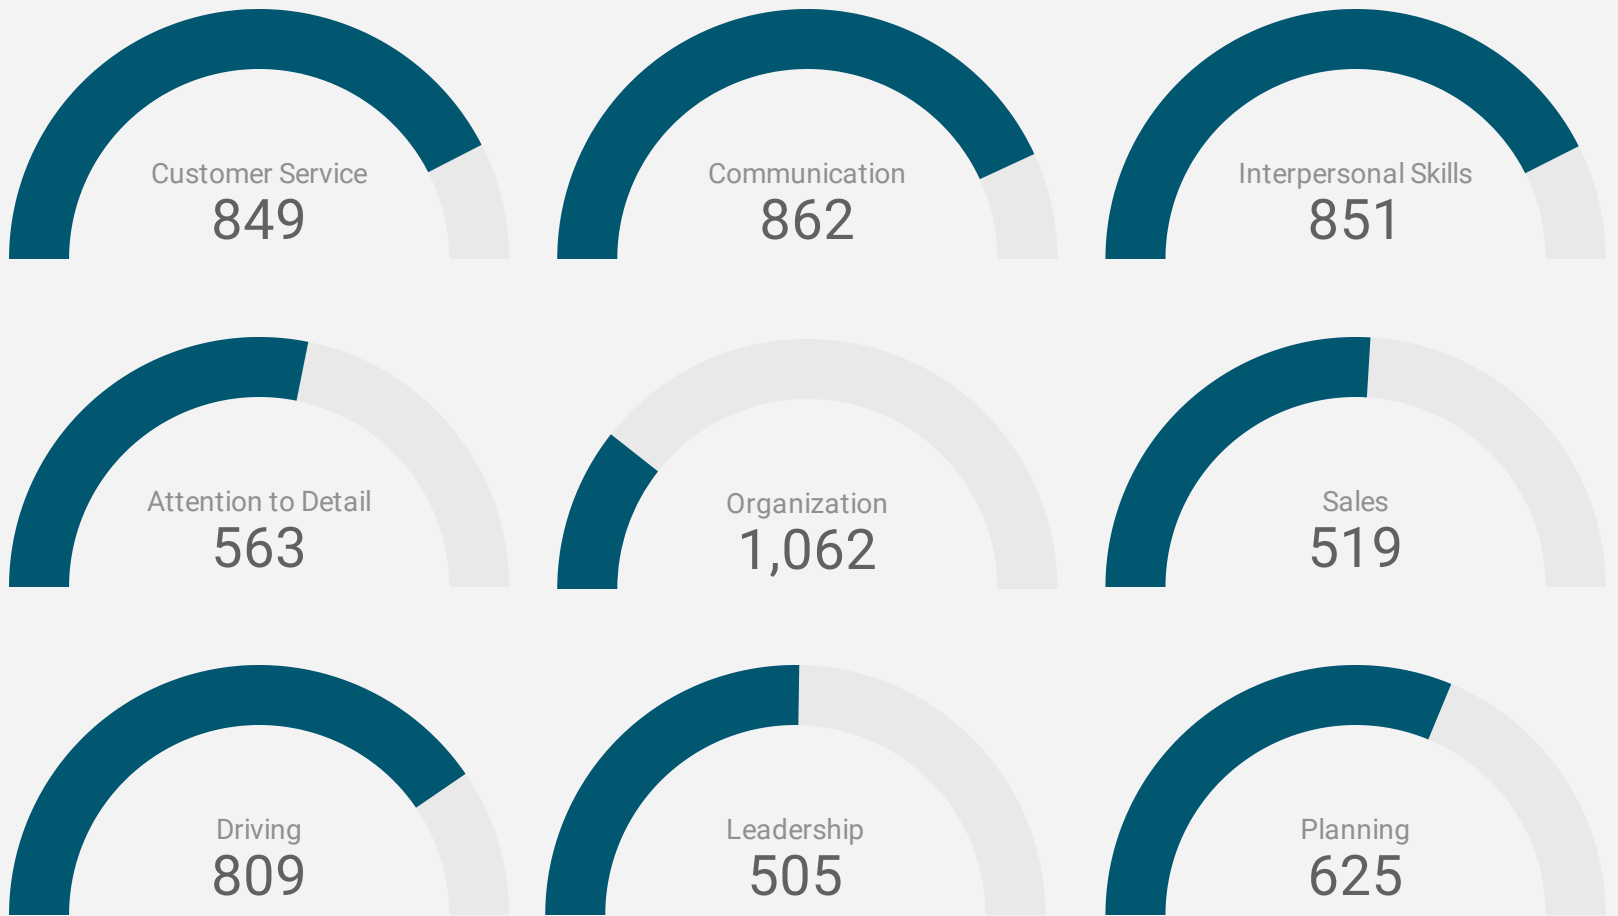 Customer Service
849
Communication
862
Interpersonal Skills
851
Attention to Detail
563
Organization
1,062
Sales
519
Driving
809
Leadership
505
Planning
625